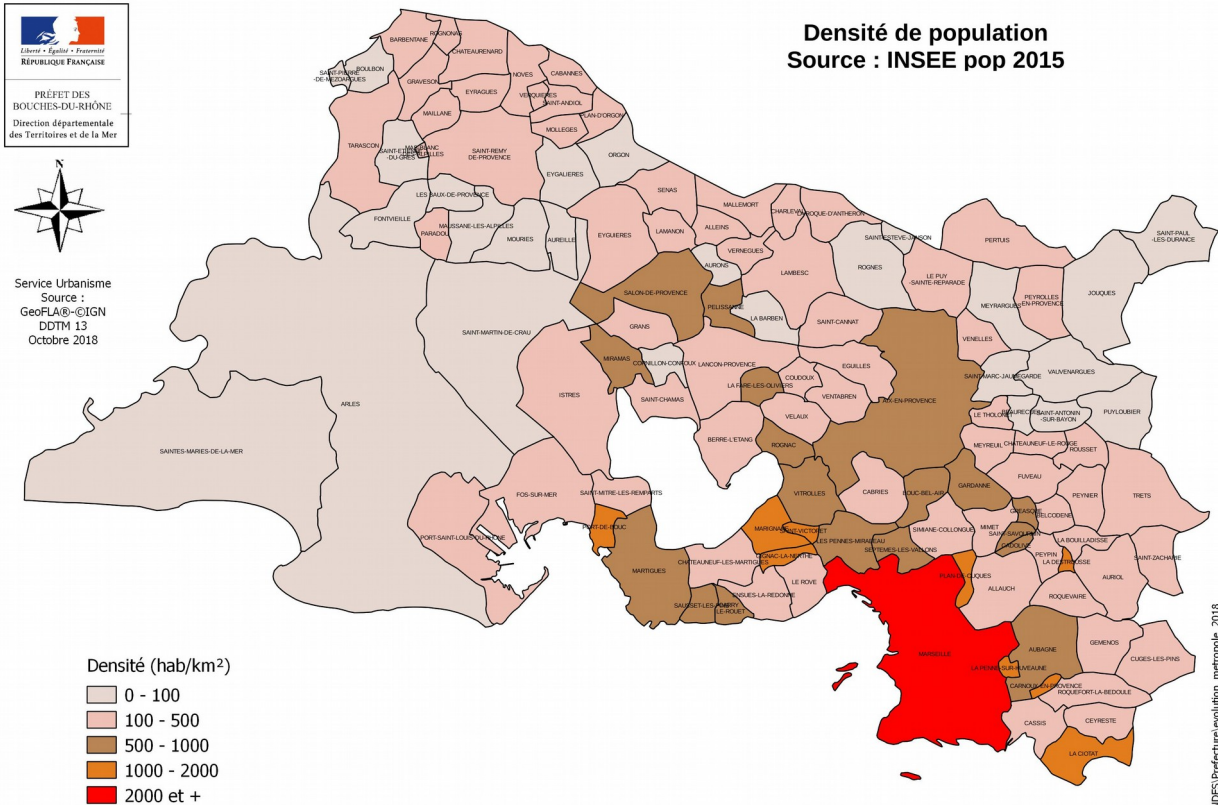 Liberté • Égalité • Fraternité
RÉPUBLIQUE FRANÇAISE
PRÉFET DES
BOUCHES-DU-RHÔNE
Direction départementale
des Territoires et de la Mer
Densité de population
Source : INSEE pop 2015
N
Service Urbanisme
Source :
GeoFLA®-©IGN
DDTM 13
Octobre 2018
BARBENTANE
ROGNONAS
CHATEAURENARD
BOULBON
SAINT-PIERRE
-DE-MEZOARGUES
GRAVESON
EYRAGUES
NOVES
CABANNES
VERQUIERES
SAINT-ANDIOL
PLAN-D'ORGON
MAILLANE
MOLLEGES
TARASCON
SAINT-ETIENNE
-DU-GRES
SAINT-REMY
DE-PROVENCE
ORGON
EYGALIERES
LES BAUX-DE-PROVENCE
SENAS
MALLEMORT
CHARLEVAL
FONTVIEILLE
PARADOU
MAUSSANE-LES-ALPILLES
MOURIES
AUREILLE
EYGUIERES
LAMANON
ALLEINS
VERNEGUES
SAINT-ESTEVE-JANSON
PERTUIS
SAINT-PAUL
-LES-DURANCE
AURONS
LAMBESC
ROGNES
LE PUY
-SAINTE-REPARADE
MEYRARGUES
PEYROLLES
EN-PROVENCE
JOUQUES
SALON-DE-PROVENCE
PELISSANNE
LA BARBEN
SAINT-CANNAT
SAINT-MARTIN-DE-CRAU
GRANS
VENELLES
MIRAMAS
CORNILLON-CONFOUX
LANCON-PROVENCE
EGUILLES
COUDOUX
SAINT-MARC-JAUMEGARDE
VAUVENARGUES
LA FARE-LES-OLIVIERS
VENTABREN
AIX-EN-PROVENCE
ISTRES
SAINT-CHAMAS
VELAUX
LE THOLONET
SAINT-ANTONIN
-SUR-BAYON
PUYLOUBIER
ARLES
SAINTES-MARIES-DE-LA-MER
BERRE-L'ETANG
ROGNAC
MEYREUIL
CHATEAUNEUF-LE-ROUGE
ROUSSET
FUVEAU
FOS-SUR-MER
SAINT-MITRE-LES-REMPARTS
VITROLLES
CABRIES
BOUC-BEL-AIR
GARDANNE
PEYNIER
TRETS
GREASQUE
BELCODENE
PORT-DE-BOUC
MARIGNANE
SAINT-VICTORET
LES PENNES-MIRABEAU
SIMIANE-COLLONGUE
MIMET
SAINT-SAVOURNIN
CADOLIVE
LA BOUILLADISSE
PORT-SAINT-LOUIS-DU-RHONE
SEPTEMES-LES-VALLONS
GIGNAC-LA-NERTHE
PEYPIN
LA DESTROUSSE
SAINT-ZACHARIE
MARTIGUES
CHATEAUNEUF-LES-MARTIGUES
LE ROVE
PLAN-DE-CUQUES
ALLAUCH
AURIOL
ENSUES-LA-REDONNE
ROQUEVAIRE
LE-ROUET
MARSEILLE
AUBAGNE
GEMENOS
CUGES-LES-PINS
LA PENNE-SUR-HUVEAUNE
CARNOUX-EN-PROVENCE
ROQUEFORT-LA-BEDOULE
CASSIS
CEYRESTE
LA CIOTAT
Densité (hab/km²)
0 - 100
100 - 500
500 - 1000
1000 - 2000
2000 et +